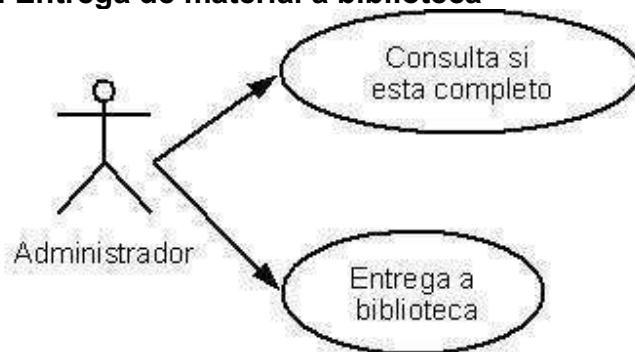 Entrega de material a biblioteca
Consulta si
esta completo
Administrador
Entrega a
biblioteca